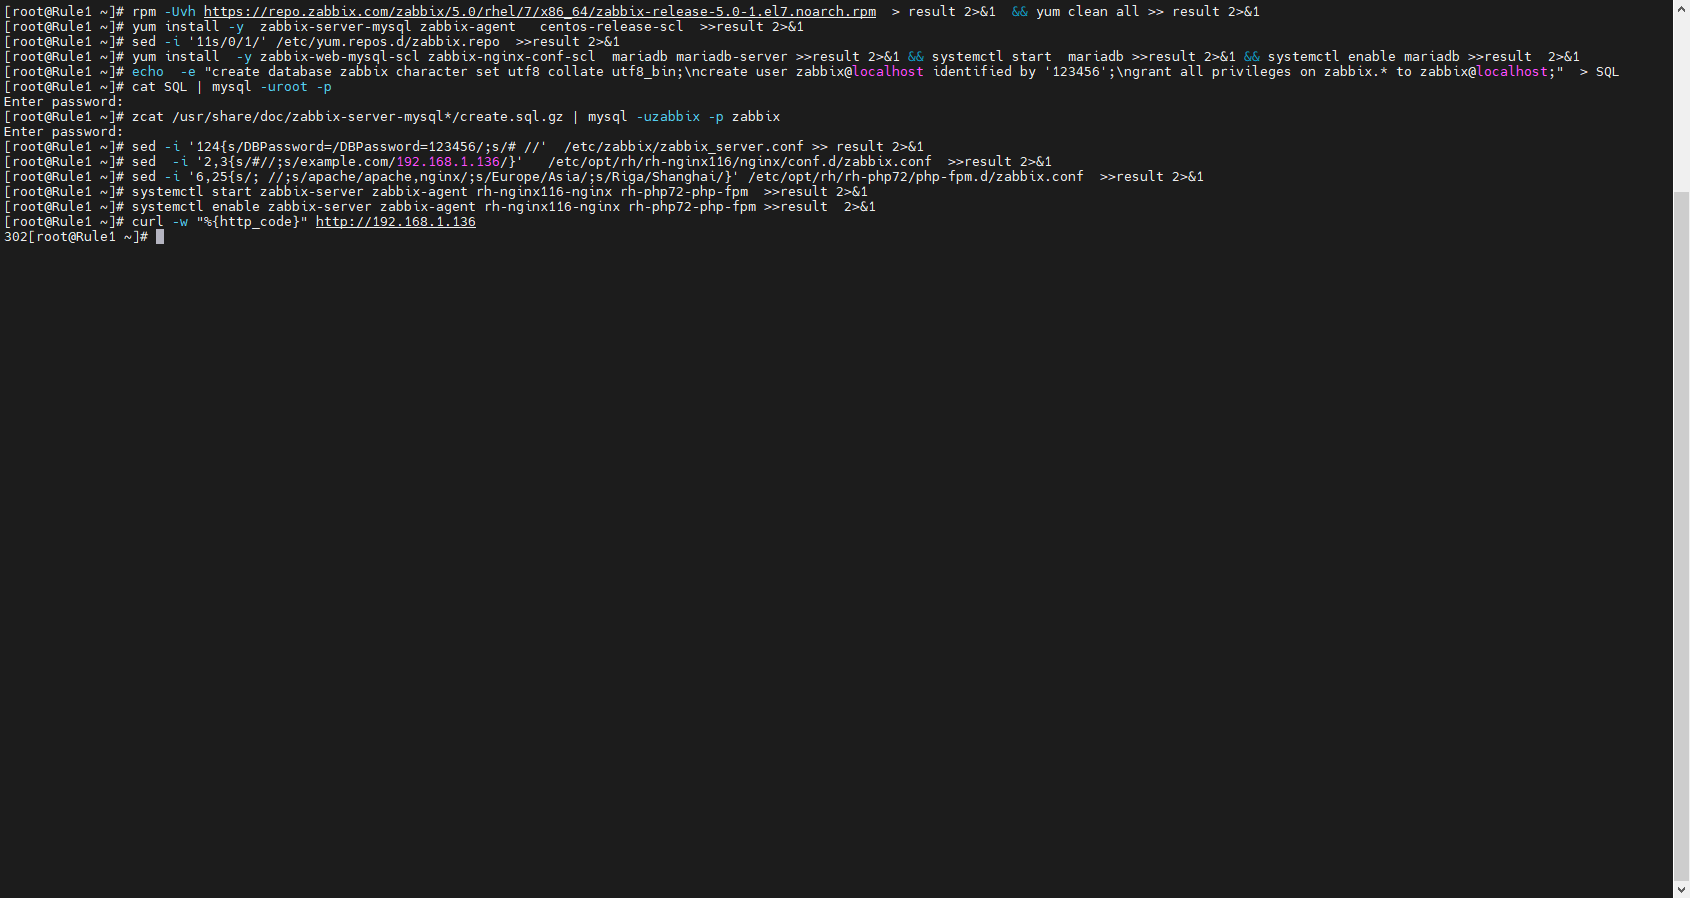 [root@Rule1 ~]# rpm -Uvh https://repo.zabbix.com/zabbix/5.0/rhel/7/x86_64/zabbix-release-5.0-1.el7.noarch.rpm  > result 2>&1  && yum clean all >> result 2>&1
[root@Rule1 ~]# yum install -y  zabbix-server-mysql zabbix-agent   centos-release-scl  >>result 2>&1
[root@Rule1 ~]# sed -i '11s/0/1/' /etc/yum.repos.d/zabbix.repo  >>result 2>&1
[root@Rule1 ~]# yum install  -y zabbix-web-mysql-scl zabbix-nginx-conf-scl  mariadb mariadb-server >>result 2>&1 && systemctl start  mariadb >>result 2>&1 && systemctl enable mariadb >>result  2>&1
[root@Rule1 ~]# echo  -e "create database zabbix character set utf8 collate utf8_bin;\ncreate user zabbix@localhost identified by '123456';\ngrant all privileges on zabbix.* to zabbix@localhost;"  > SQL
[root@Rule1 ~]# cat SQL | mysql -uroot -p
Enter password:
[root@Rule1 ~]# zcat /usr/share/doc/zabbix-server-mysql*/create.sql.gz | mysql -uzabbix -p zabbix
Enter password:
[root@Rule1 ~]# sed -i '124{s/DBPassword=/DBPassword=123456/;s/# //'  /etc/zabbix/zabbix_server.conf >> result 2>&1
[root@Rule1 ~]# sed  -i '2,3{s/#//;s/example.com/192.168.1.136/}'   /etc/opt/rh/rh-nginx116/nginx/conf.d/zabbix.conf  >>result 2>&1
[root@Rule1 ~]# sed -i '6,25{s/; //;s/apache/apache,nginx/;s/Europe/Asia/;s/Riga/Shanghai/}' /etc/opt/rh/rh-php72/php-fpm.d/zabbix.conf  >>result 2>&1
[root@Rule1 ~]# systemctl start zabbix-server zabbix-agent rh-nginx116-nginx rh-php72-php-fpm  >>result 2>&1
[root@Rule1 ~]# systemctl enable zabbix-server zabbix-agent rh-nginx116-nginx rh-php72-php-fpm >>result  2>&1
[root@Rule1 ~]# curl -w "%{http_code}" http://192.168.1.136
302[root@Rule1 ~]#